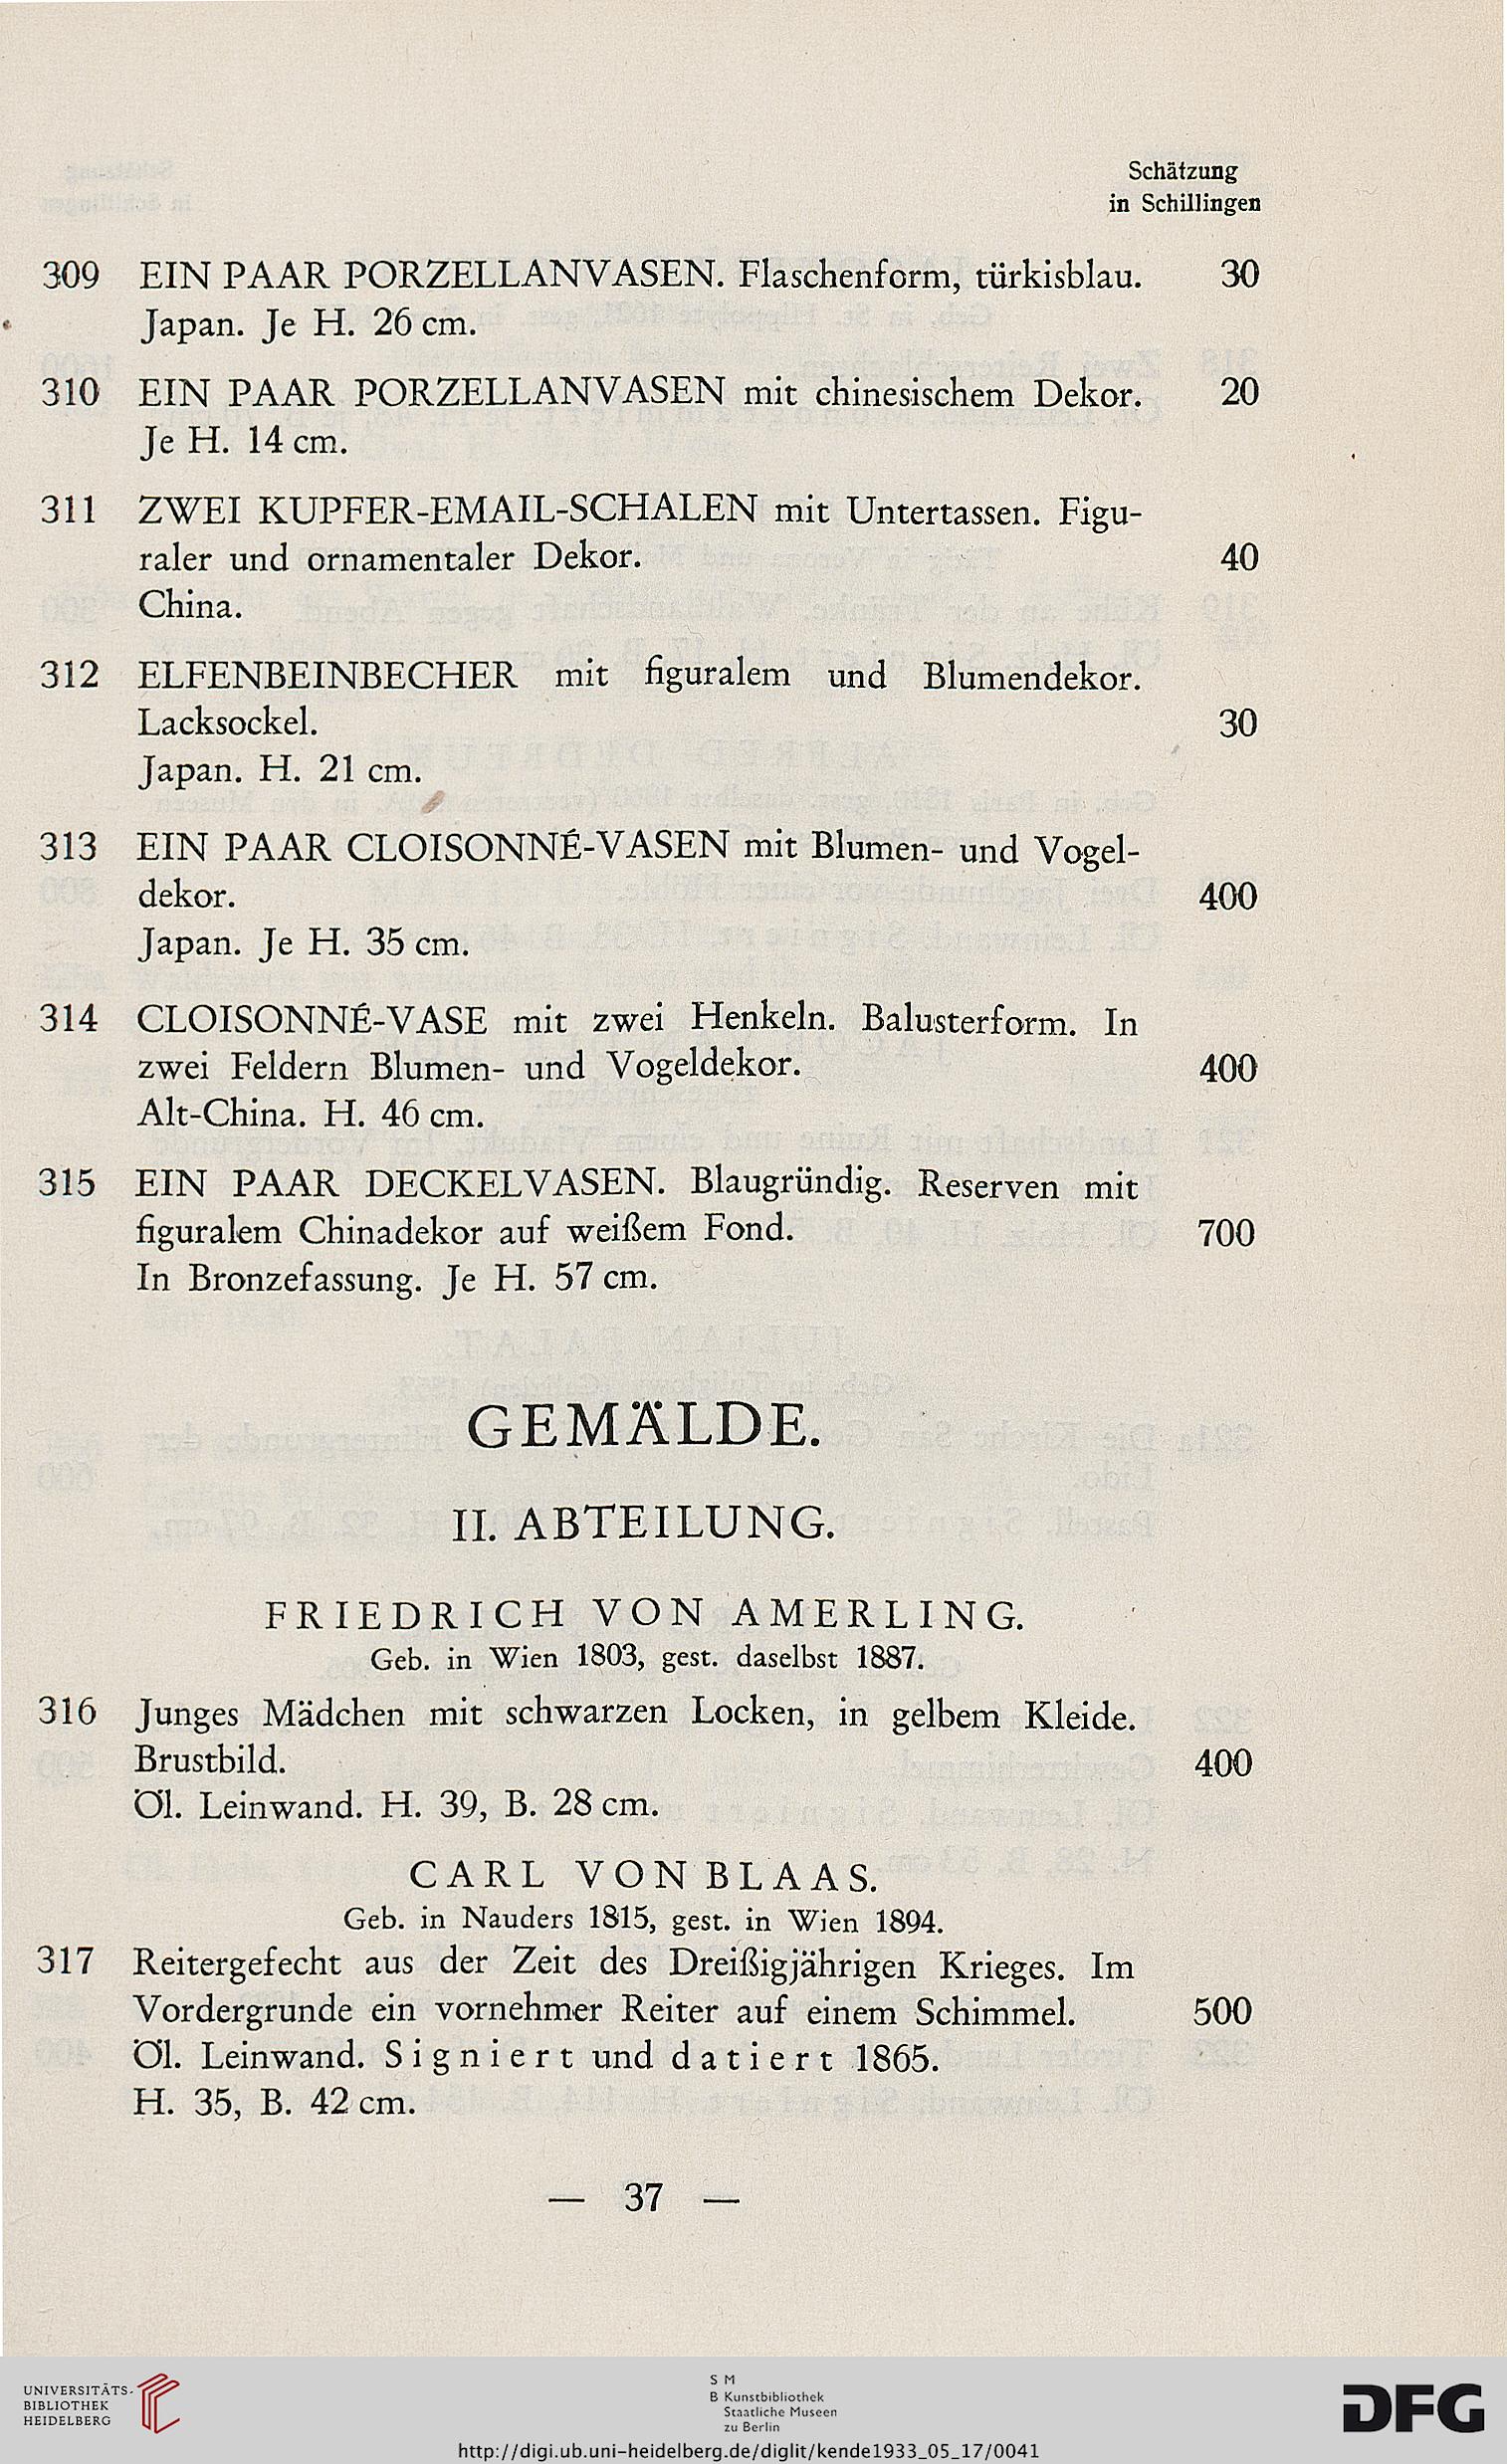 Schätzung
in Schillingen
309 EIN PAAR PORZELLANVASEN. Flaschenform, türkisblau. 30
Japan. Je H. 26 cm.
310 EIN PAAR PORZELLANVASEN mit chinesischem Dekor. 20
Je H. 14 cm.
311 ZWEI KUPFER-EMAIL-SCHALEN mit Untertassen. Figu-
raler und ornamentaler Dekor. 40
China.
312 ELFENBEINBECHER mit figuralem und Blumendekor.
Lacksockel. 30
Japan. H. 21 cm.
313 EIN PAAR CLOISONNÉ-VASEN mit Blumen- und Vogel-
dekor. 400
Japan. Je H. 35 cm.
314 CLOISONNÉ-VASE mit zwei Henkeln. Balusterform. In
zwei Feldern Blumen- und Vogeldekor. 400
Alt-China. H. 46 cm.
315 EIN PAAR DECKELVASEN. Blaugründig. Reserven mit
figuralem Chinadekor auf weißem Fond. 700
In Bronzefassung. Je H. 57 cm.
GEMÄLDE.
II. ABTEILUNG.
FRIEDRICH VON AMERLING.
Geb. in Wien 1803, gest. daselbst 1887.
316 Junges Mädchen mit schwarzen Locken, in gelbem Kleide.
Brustbild. 400
Öl. Leinwand. H. 39, B. 28 cm.
CARL VON BLAAS.
Geb. in Nauders 1815, gest. in Wien 1894.
317 Reitergefecht aus der Zeit des Dreißigjährigen Krieges. Im
Vordergrunde ein vornehmer Reiter auf einem Schimmel. 500
Öl. Leinwand. Signiert und datiert 1865.
H. 35, B. 42 cm.
— 37 —
UNIVERSITÄTS-
BIBLIOTHEK
HEIDELBERG
S M
B Kunstbibliothek
Staatliche Museen
zu Berlin
DFG
http://digi.ub.uni-heidelberg.de/diglit/kende1933_05_17/0041